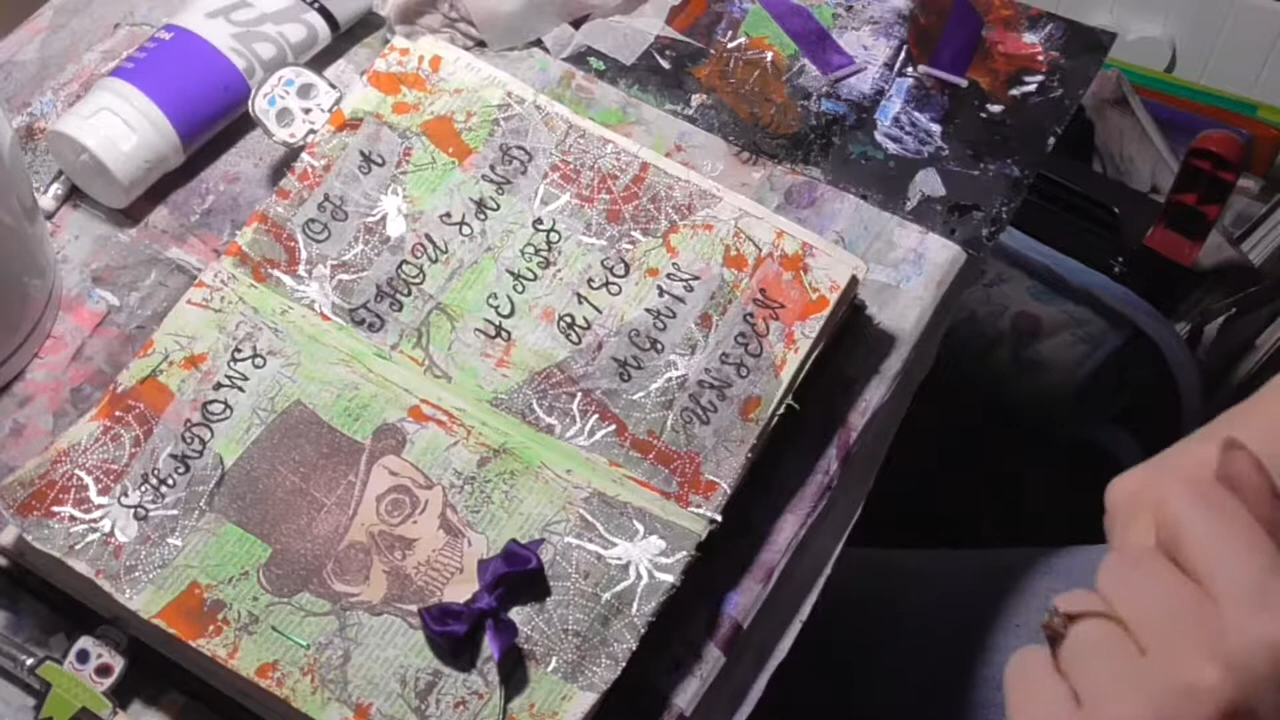 SHADOWS
OF A
THOUSAND
YEARS
RISE
AGAIN
UNSEEN